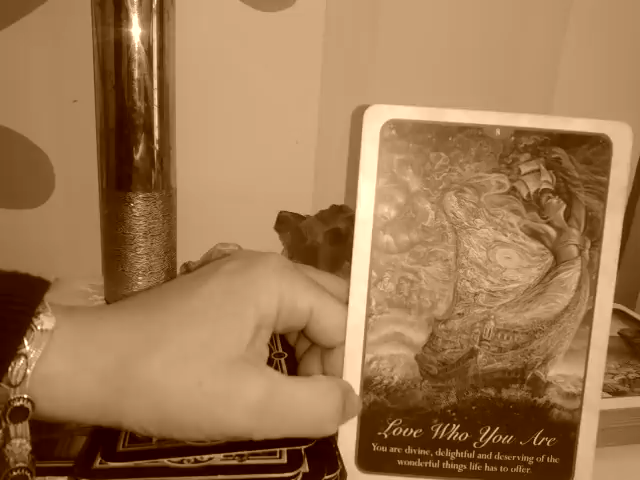 Love Who You Are
You are divine, delightful and deserving of the
wonderful things life has to offer.